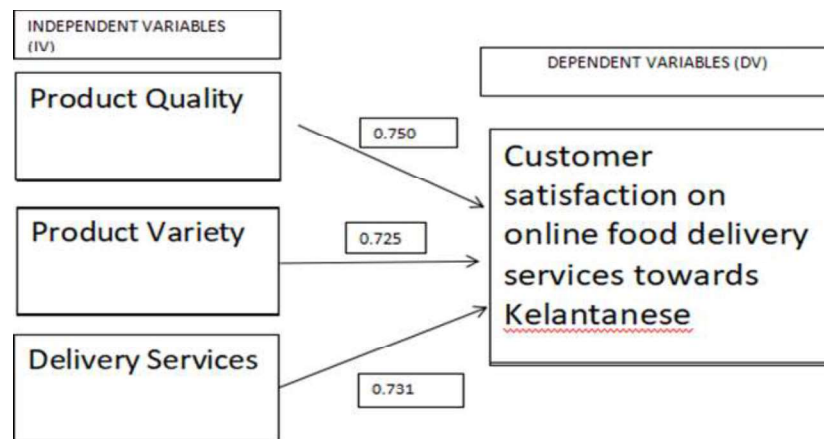 INDEPENDENT VARIABLES
(IV)
Product Quality
Product Variety
Delivery Services
0.750
0.725
0.731
DEPENDENT VARIABLES (DV)
Customer
satisfaction on
online food delivery
services towards
Kelantanese